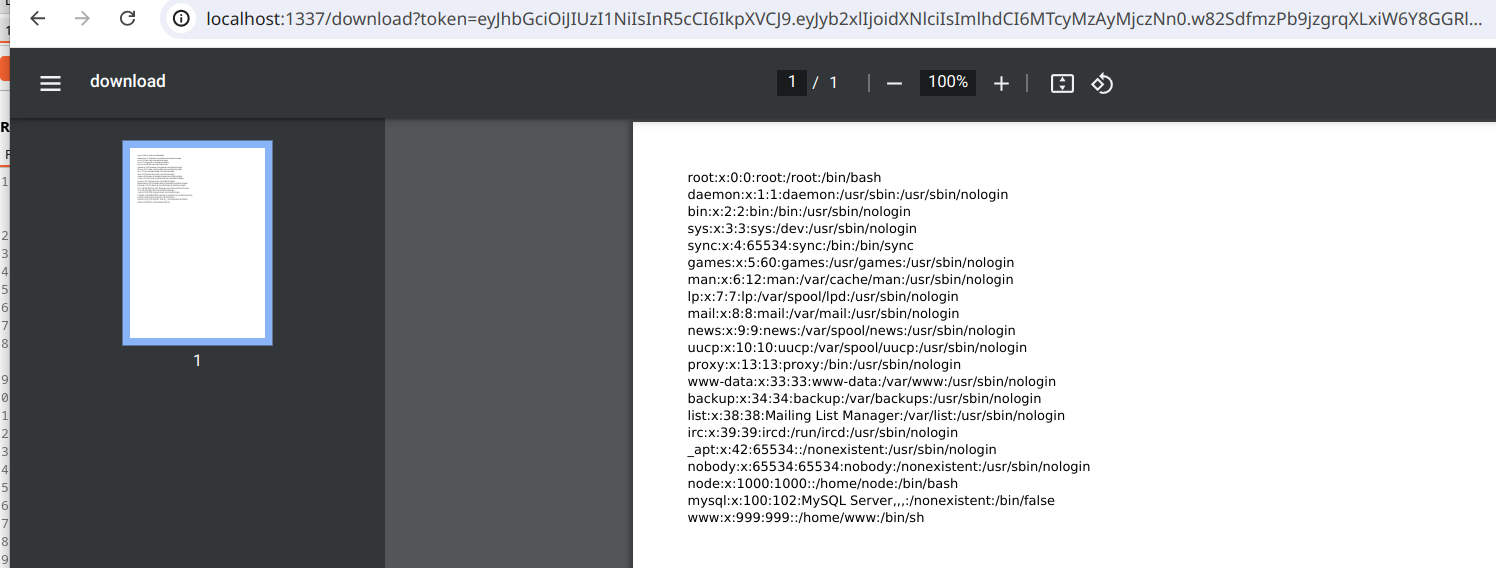 localhost:1337/download?token=eyJhbGciOiJIUzI1NiIsInR5cCI6IkpXVCJ9.eyJyb2xlIjoidXNlciIsImlhdCI6MTcyMzAyMjczNn0.w82SdfmzPb9jzgrqXLxiW6Y8GGRl...
download
1 / 1
100%
root:x:0:0:root:/root:/bin/bash
daemon:x:1:1:daemon:/usr/sbin:/usr/sbin/nologin
bin:x:2:2:bin:/bin:/usr/sbin/nologin
sys:x:3:3:sys:/dev:/usr/sbin/nologin
sync:x:4:65534:sync:/bin:/bin/sync
games:x:5:60:games:/usr/games:/usr/sbin/nologin
man:x:6:12:man:/var/cache/man:/usr/sbin/nologin
lp:x:7:7:lp:/var/spool/lpd:/usr/sbin/nologin
mail:x:8:8:mail:/var/mail:/usr/sbin/nologin
news:x:9:9:news:/var/spool/news:/usr/sbin/nologin
uucp:x:10:10:uucp:/var/spool/uucp:/usr/sbin/nologin
proxy:x:13:13:proxy:/bin:/usr/sbin/nologin
www-data:x:33:33:www-data:/var/www:/usr/sbin/nologin
backup:x:34:34:backup:/var/backups:/usr/sbin/nologin
list:x:38:38:Mailing List Manager:/var/list:/usr/sbin/nologin
irc:x:39:39:ircd:/run/ircd:/usr/sbin/nologin
_apt:x:42:65534::/nonexistent:/usr/sbin/nologin
nobody:x:65534:65534:nobody:/nonexistent:/usr/sbin/nologin
node:x:1000:1000::/home/node:/bin/bash
mysql:x:100:102:MySQL Server,,,:/nonexistent:/bin/false
www:x:999:999::/home/www:/bin/sh
1